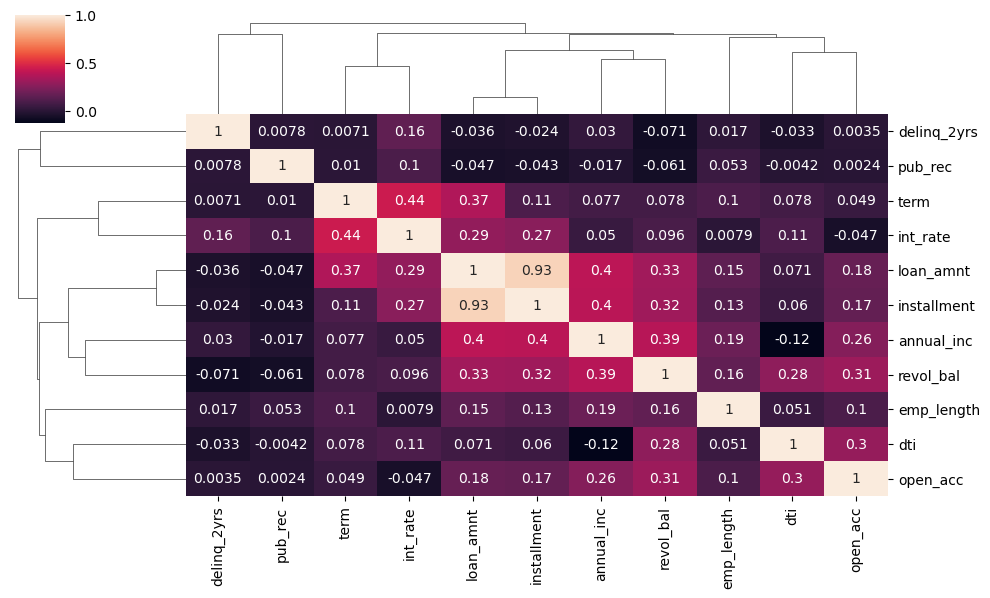 1.0
0.5
0.0
1 0.0078 0.0071 0.16 -0.036 -0.024 0.03 -0.071 0.017 -0.033 0.0035 delinq_2yrs
0.0078 1 0.01 0.1 -0.047 -0.043 -0.017 -0.061 0.053 -0.0042 0.0024 pub_rec
0.0071 0.01 1 0.44 0.37 0.11 0.077 0.078 0.1 0.078 0.049 term
0.16 0.1 0.44 1 0.29 0.27 0.05 0.096 0.0079 0.11 -0.047 int_rate
-0.036 -0.047 0.37 0.29 1 0.93 0.4 0.33 0.15 0.071 0.18 loan_amnt
-0.024 -0.043 0.11 0.27 0.93 1 0.4 0.32 0.13 0.06 0.17 installment
0.03 -0.017 0.077 0.05 0.4 0.4 1 0.39 0.19 -0.12 0.26 annual_inc
-0.071 -0.061 0.078 0.096 0.33 0.32 0.39 1 0.16 0.28 0.31 revol_bal
0.017 0.053 0.1 0.0079 0.15 0.13 0.19 0.16 1 0.051 0.1 emp_length
-0.033 -0.0042 0.078 0.11 0.071 0.06 -0.12 0.28 0.051 1 0.3 dti
0.0035 0.0024 0.049 -0.047 0.18 0.17 0.26 0.31 0.1 0.3 1 open_acc
delinq_2yrs pub_rec term int_rate loan_amnt installment annual_inc revol_bal emp_length dti open_acc